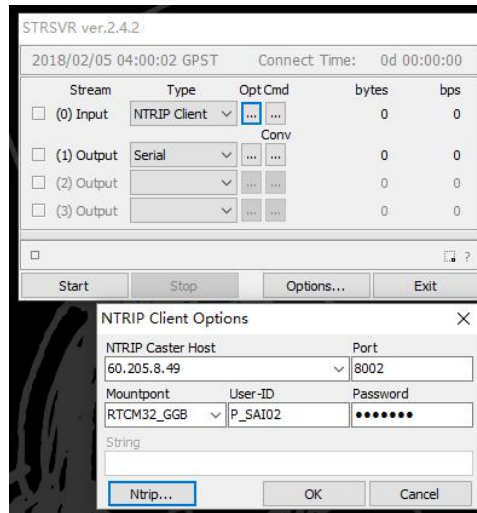 STRSVR ver.2.4.2
2018/02/05 04:00:02 GPST Connect Time: 0d 00:00:00
Stream Type Opt Cmd bytes bps
(0) Input NTRIP Client ... ... 0 0
Conv
(1) Output Serial ... ... 0 0
(2) Output ... ... 0 0
(3) Output ... ... 0 0
?
Start Stop Options... Exit
NTRIP Client Options
NTRIP Caster Host Port
60.205.8.49 8002
Mountpont User-ID Password
RTCM32_GGB P_SAI02 •••••••
String
Ntrip... OK Cancel